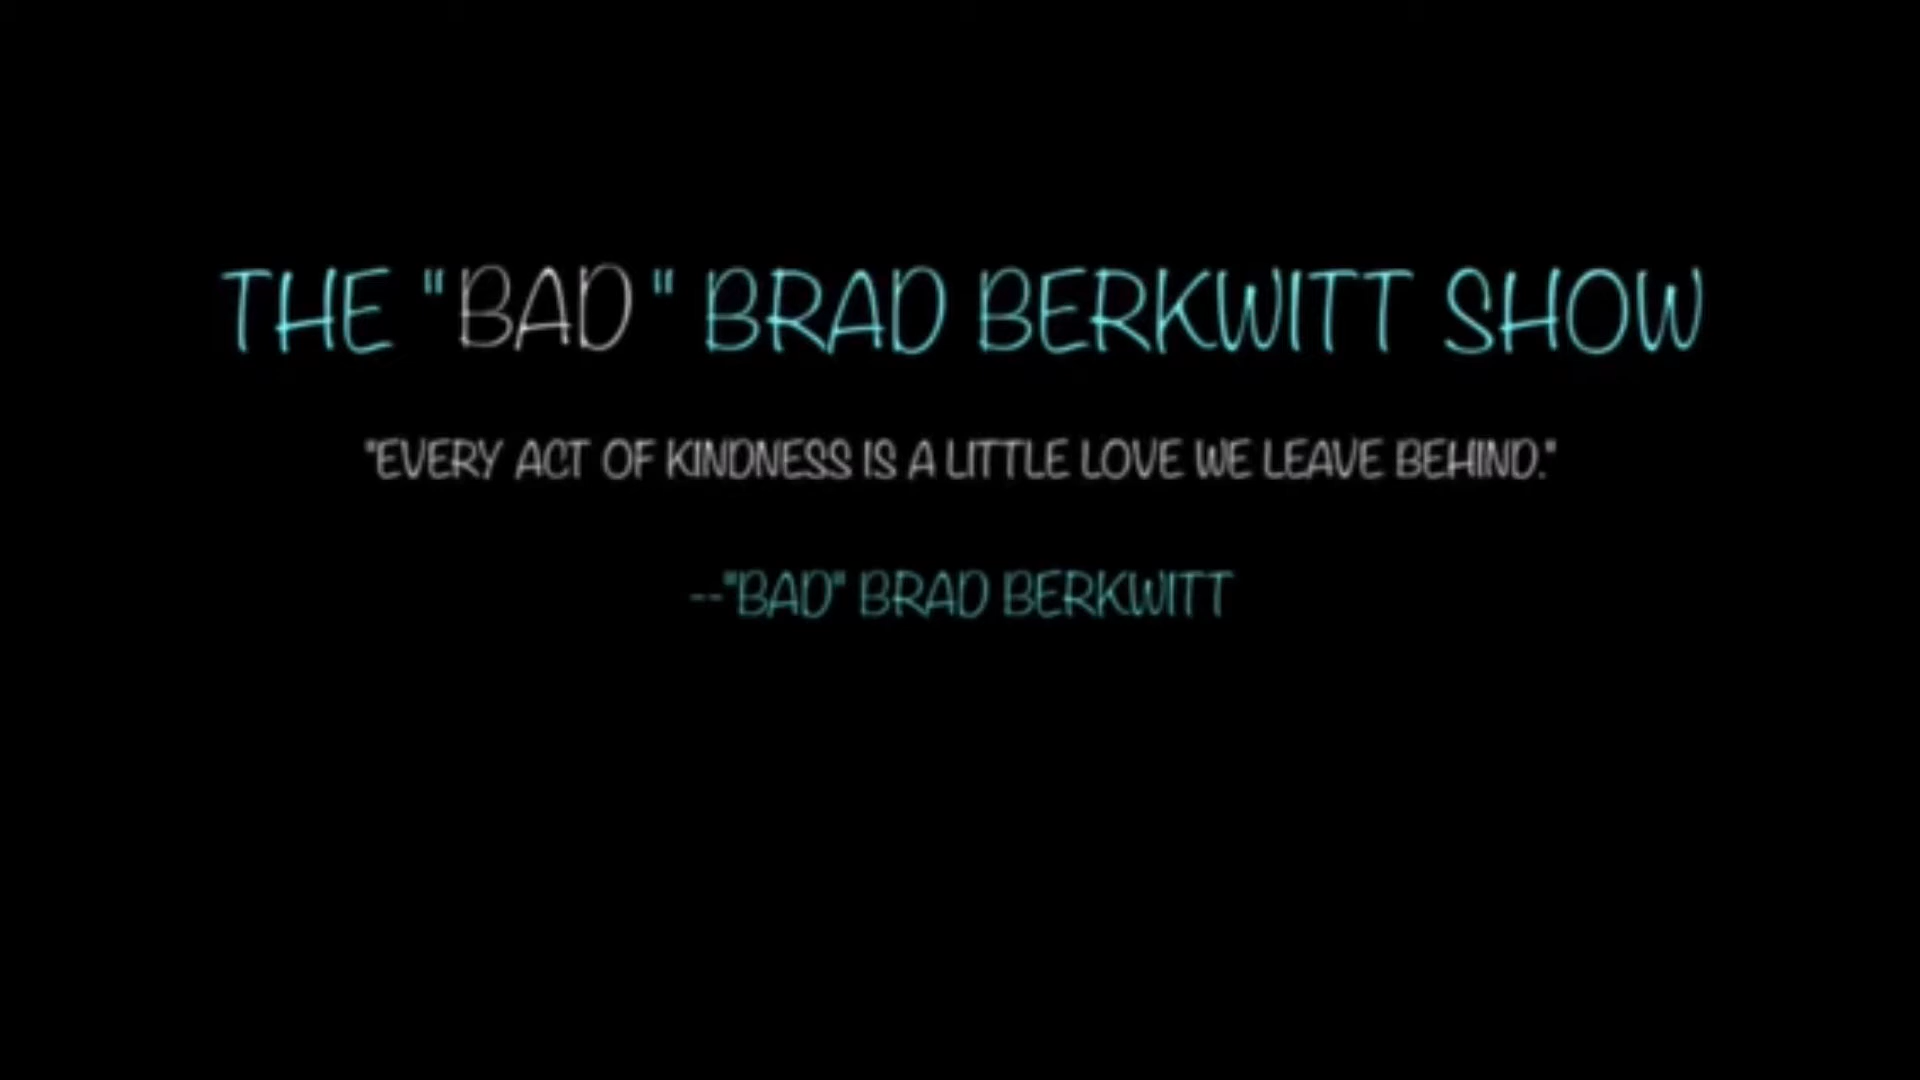 THE "BAD" BRAD BERKWITT SHOW
"EVERY ACT OF KINDNESS IS A LITTLE LOVE WE LEAVE BEHIND."
--"BAD" BRAD BERKWITT